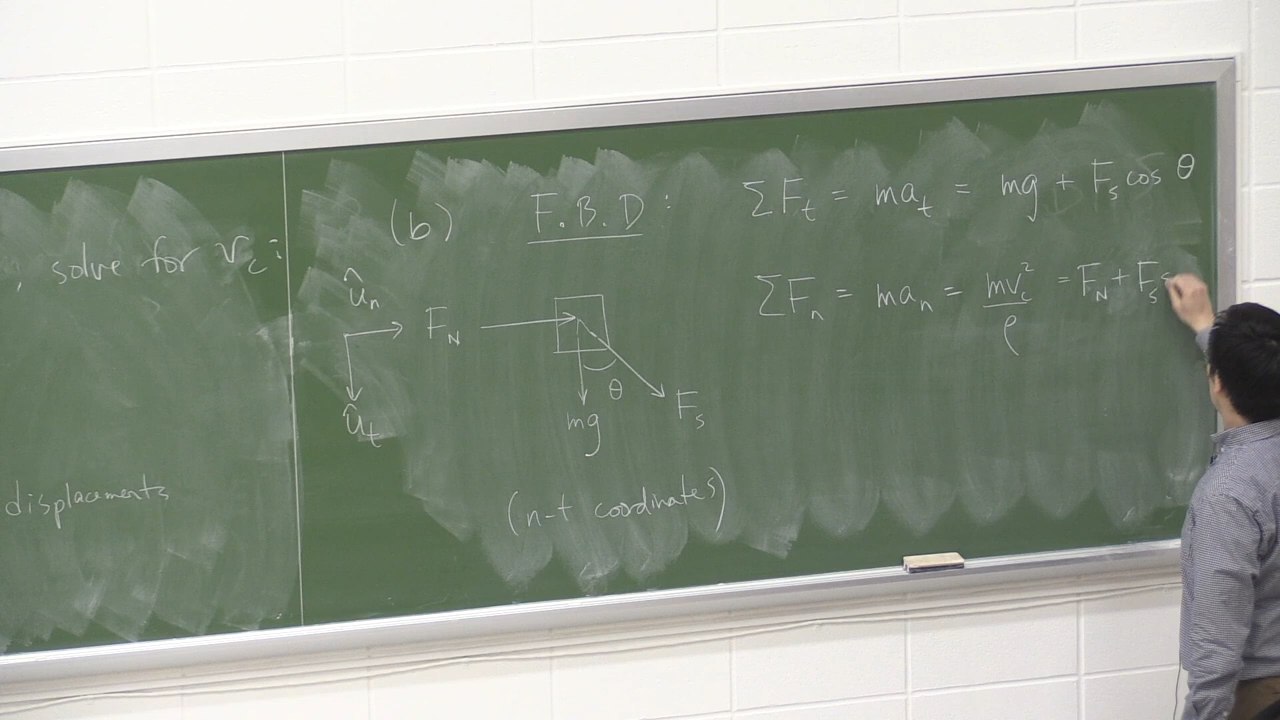 , solve for v_c:
displacements
(b) F.B.D:
û_n
û_t
F_N
θ
mg
F_s
(n-t coordinates)
ΣF_t = ma_t = mg + F_s cos θ
ΣF_n = ma_n = mv_c²/ρ = F_N + F_s